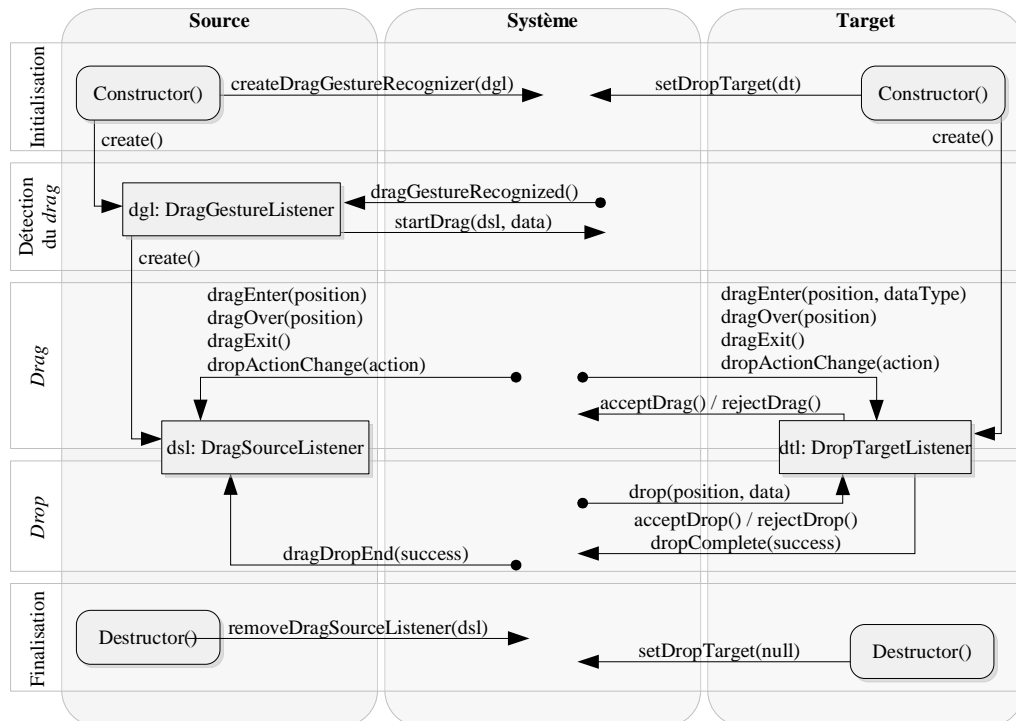 Source
Système
Target
Initialisation
Constructor()
createDragGestureRecognizer(dgl)
setDropTarget(dt)
Constructor()
create()
create()
Détection
du drag
dgl: DragGestureListener
dragGestureRecognized()
startDrag(dsl, data)
create()
Drag
dragEnter(position)
dragOver(position)
dragExit()
dropActionChange(action)
dragEnter(position, dataType)
dragOver(position)
dragExit()
dropActionChange(action)
acceptDrag() / rejectDrag()
dsl: DragSourceListener
dtl: DropTargetListener
Drop
drop(position, data)
acceptDrop() / rejectDrop()
dropComplete(success)
dragDropEnd(success)
Finalisation
Destructor()
removeDragSourceListener(dsl)
setDropTarget(null)
Destructor()